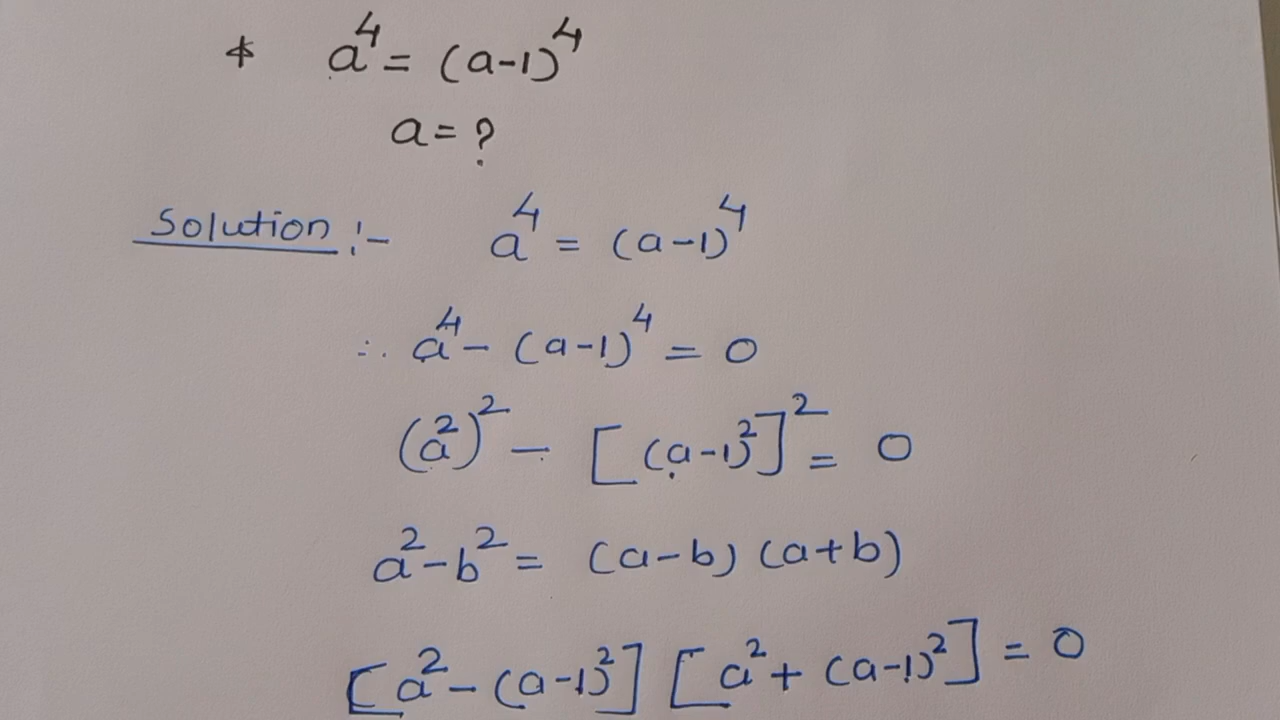 * a⁴ = (a-1)⁴
a = ?
Solution :- a⁴ = (a-1)⁴
∴ a⁴ - (a-1)⁴ = 0
(a²)² - [(a-1)²]² = 0
a² - b² = (a-b) (a+b)
[a² - (a-1)²] [a² + (a-1)²] = 0